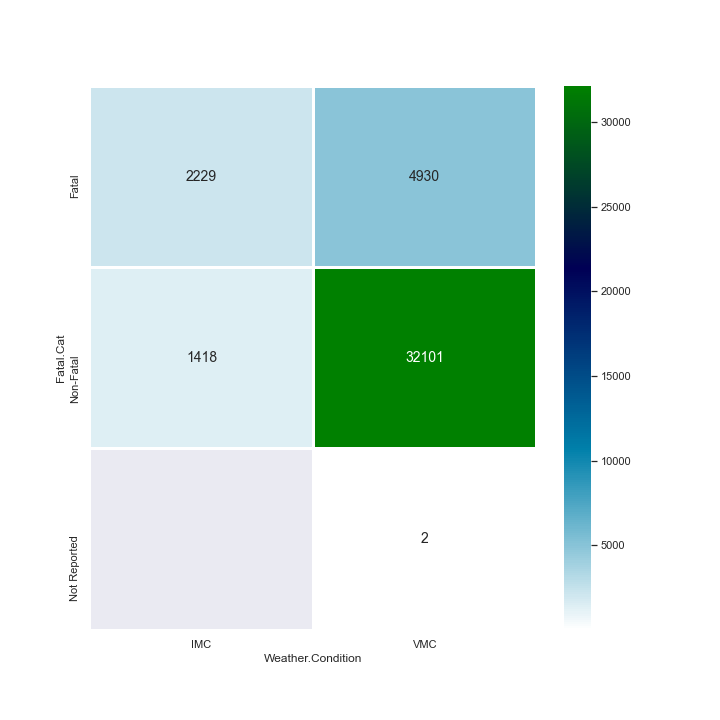 Fatal
2229
4930
Fatal.Cat
Non-Fatal
1418
32101
Not Reported
2
IMC
VMC
Weather.Condition
30000
25000
20000
15000
10000
5000